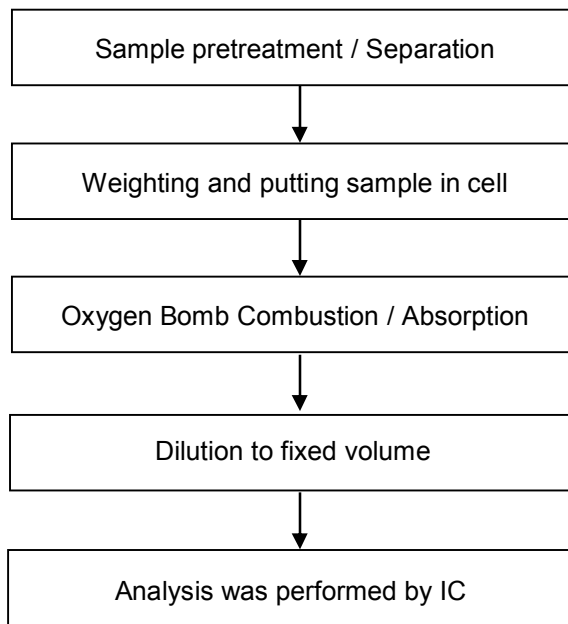 Sample pretreatment / Separation
Weighting and putting sample in cell
Oxygen Bomb Combustion / Absorption
Dilution to fixed volume
Analysis was performed by IC